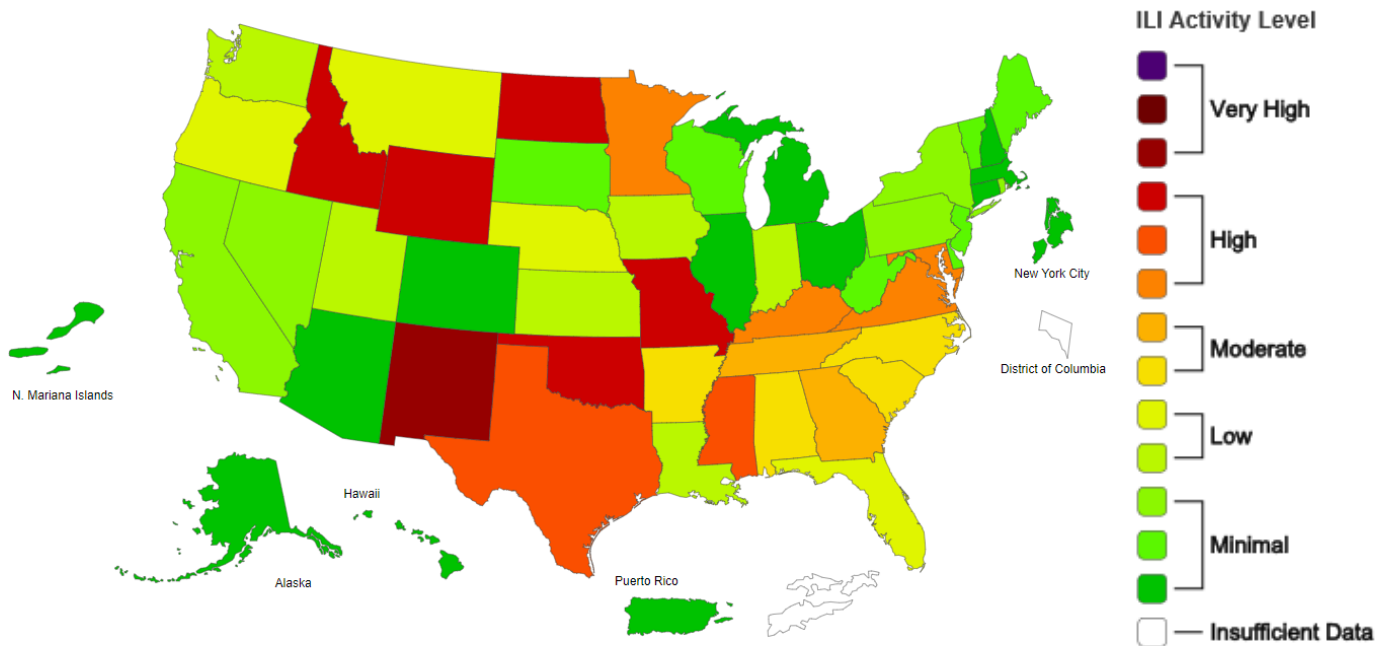 ILI Activity Level
Very High
High
Moderate
Low
Minimal
Insufficient Data
New York City
District of Columbia
N. Mariana Islands
Hawaii
Alaska
Puerto Rico